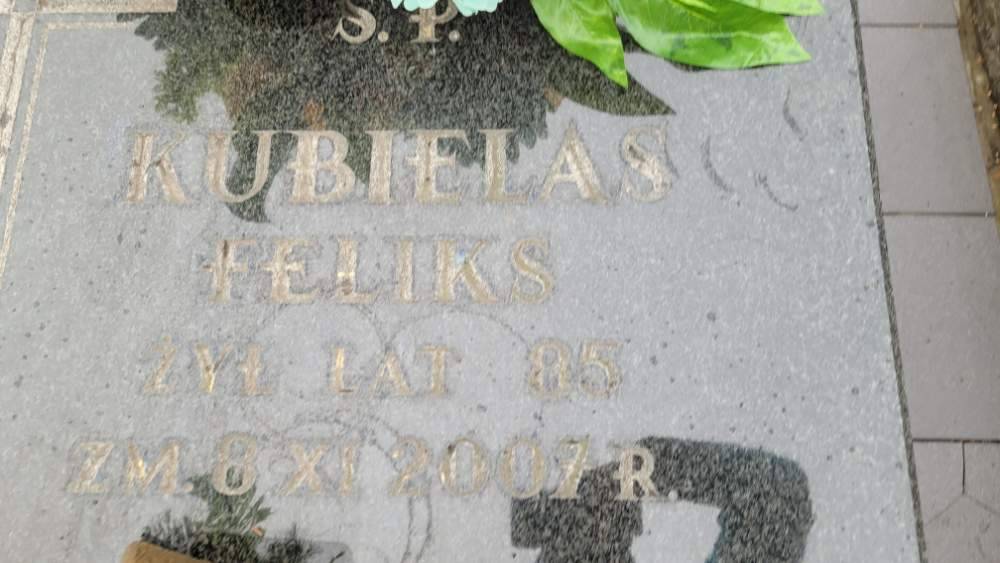 Ś. P.
KUBIELAS
FELIKS
ŻYŁ LAT 85
ZM. 8 XI 2007 R.